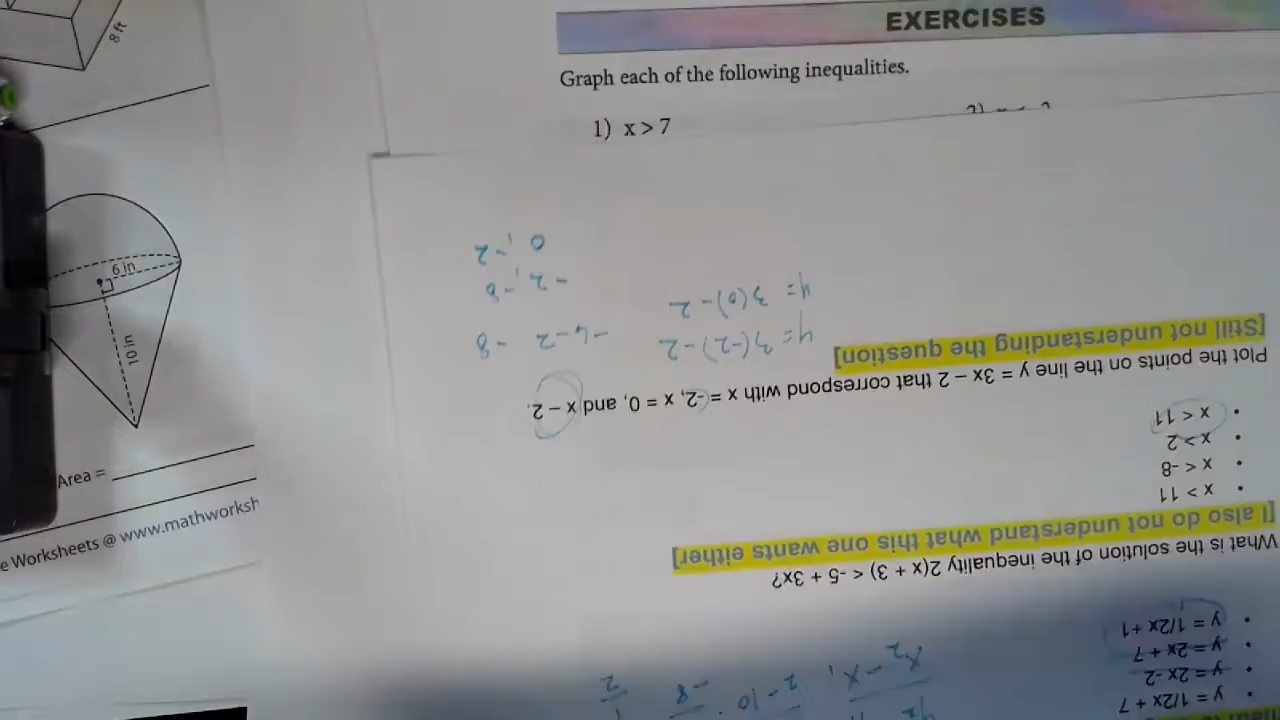 8 ft
6 in
10 in
Area =
e Worksheets @ www.mathworksh
EXERCISES
Graph each of the following inequalities.
1) x > 7
y = 1/2x + 7
y = 2x -2
y = 2x + 7
y = 1/2x +1
What is the solution of the inequality 2(x + 3) < -5 + 3x?
[I also do not understand what this one wants either]
x > 11
x < -8
x > 2
x < 11
Plot the points on the line y = 3x – 2 that correspond with x = -2, x = 0, and x – 2.
[Still not understanding the question]
y = 3(-2)-2 -6-2 -8
y = 3(0)-2
-2, -8
0, -2